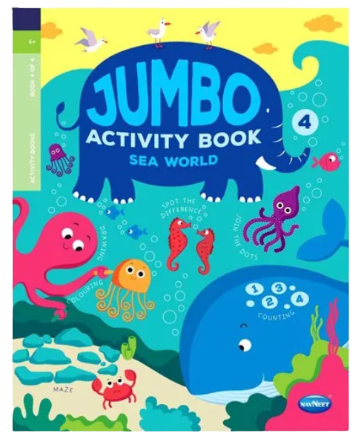 6+
BOOK 4 OF 4
ACTIVITY BOOKS
JUMBO
ACTIVITY BOOK
SEA WORLD
4
SPOT THE
DIFFERENCE
JOIN THE
DOTS
DRAWING
COLOURING
1 2 3 4
COUNTING
MAZE
NAVNEET